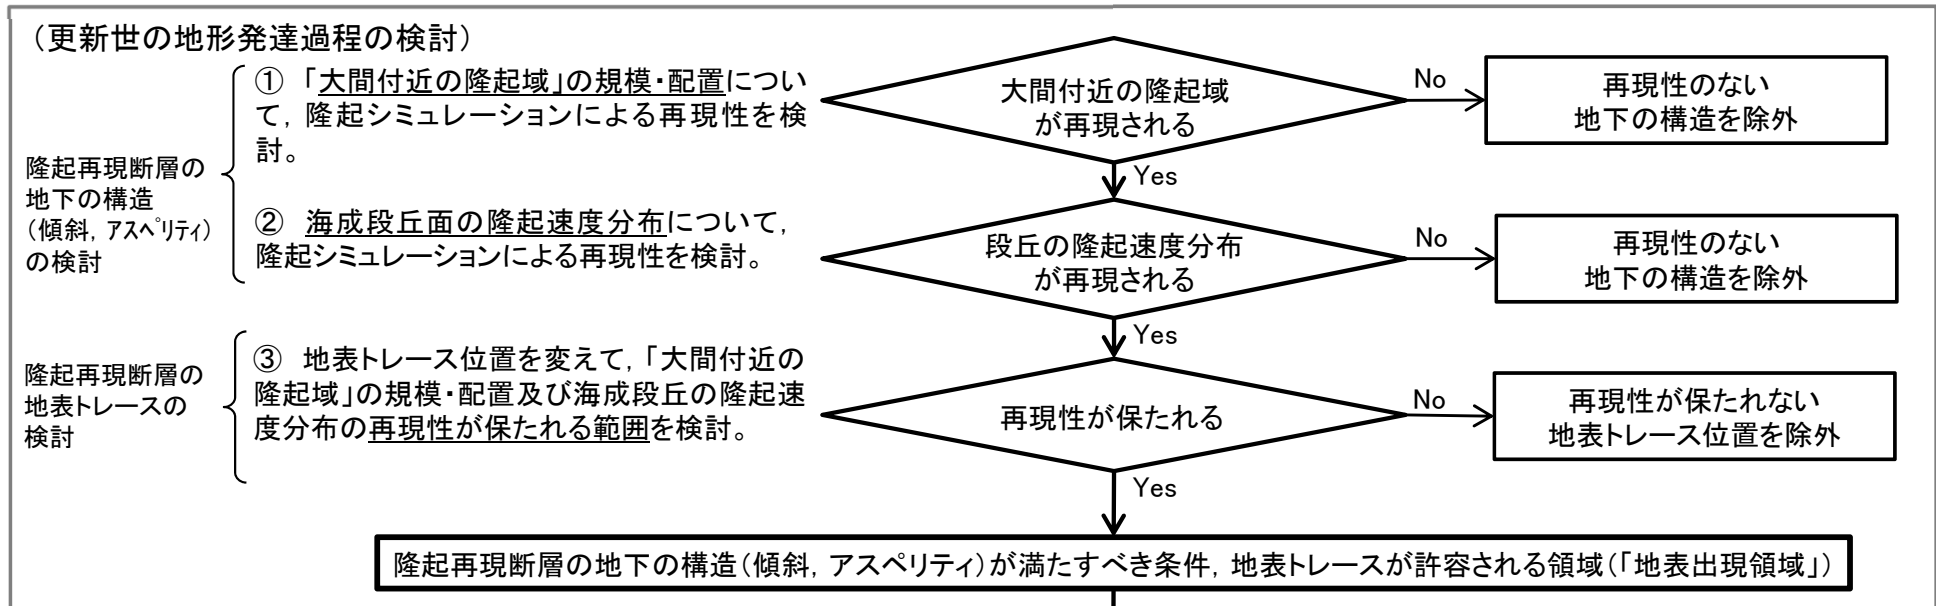 （更新世の地形発達過程の検討）
隆起再現断層の
地下の構造
（傾斜，ｱｽﾍﾟﾘﾃｨ）
の検討
① 「大間付近の隆起域」の規模・配置につい
て，隆起シミュレーションによる再現性を検
討。
② 海成段丘面の隆起速度分布について，
隆起シミュレーションによる再現性を検討。
大間付近の隆起域
が再現される
No
再現性のない
地下の構造を除外
Yes
段丘の隆起速度分布
が再現される
No
再現性のない
地下の構造を除外
Yes
隆起再現断層の
地表トレースの
検討
③ 地表トレース位置を変えて，「大間付近の
隆起域」の規模・配置及び海成段丘の隆起速
度分布の再現性が保たれる範囲を検討。
再現性が保たれる
No
再現性が保たれない
地表トレース位置を除外
Yes
隆起再現断層の地下の構造（傾斜，アスペリティ）が満たすべき条件，地表トレースが許容される領域（「地表出現領域」）